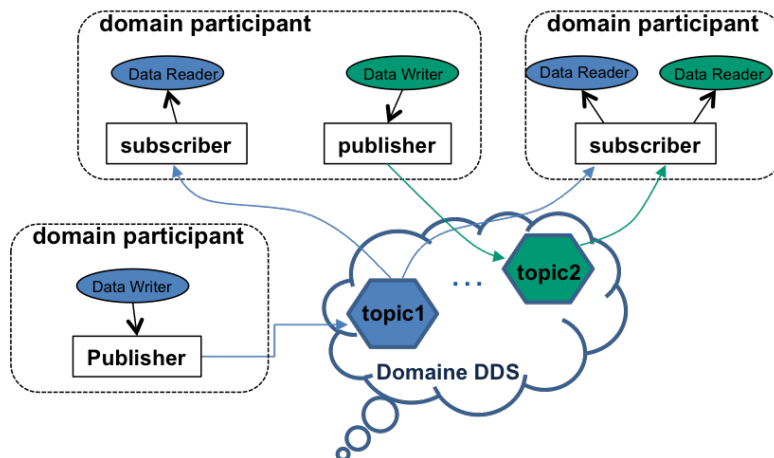 domain participant
Data Reader
Data Writer
subscriber
publisher
domain participant
Data Reader
Data Reader
subscriber
domain participant
Data Writer
Publisher
topic1
...
topic2
Domaine DDS